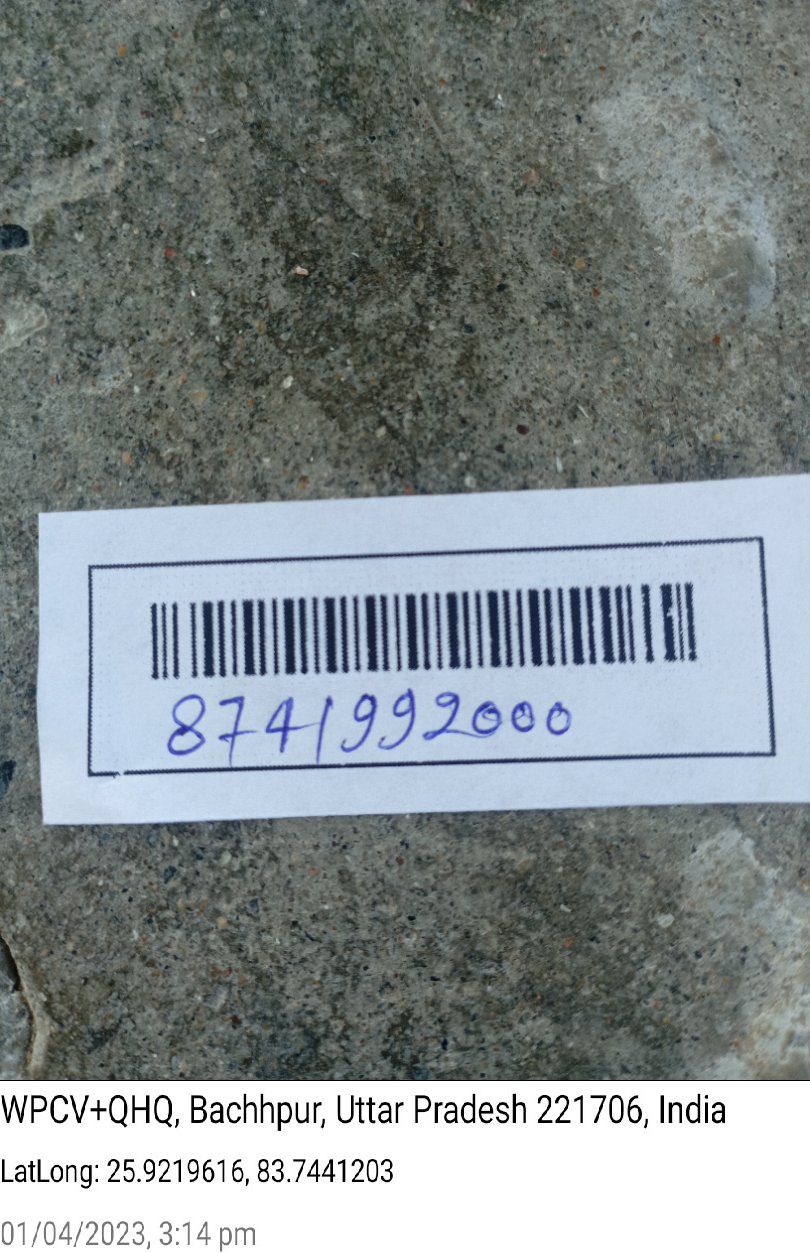 8741992000
WPCV+QHQ, Bachhpur, Uttar Pradesh 221706, India
LatLong: 25.9219616, 83.7441203
01/04/2023, 3:14 pm